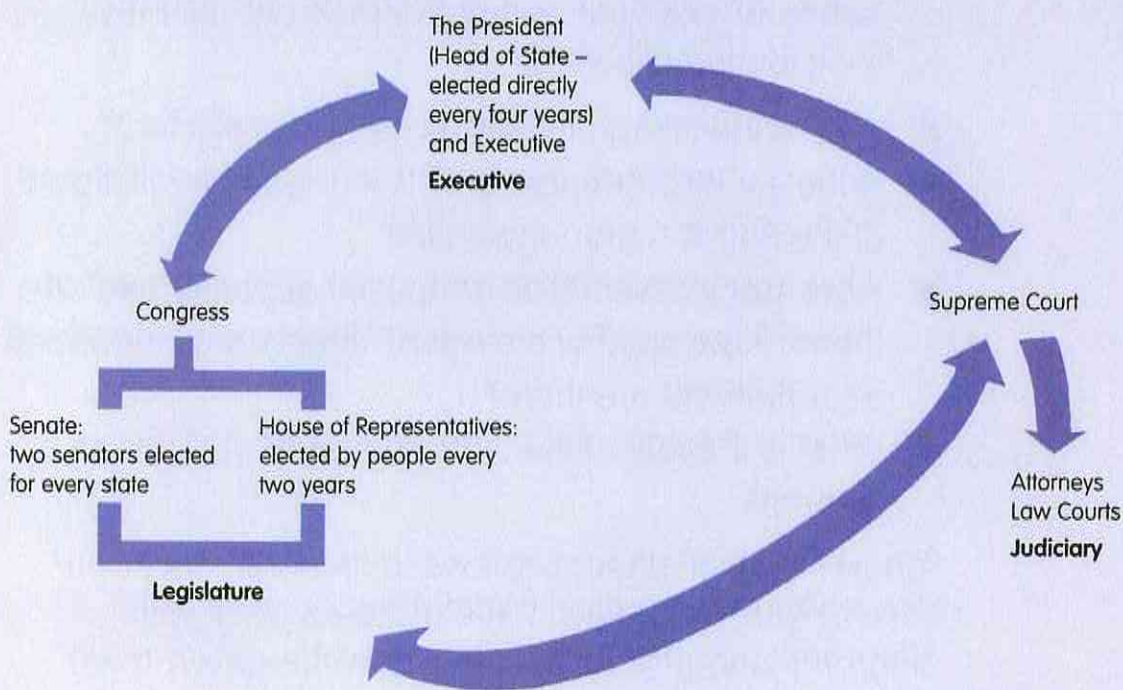 The President
(Head of State –
elected directly
every four years)
and Executive
Executive
Congress
Supreme Court
Senate:
two senators elected
for every state
House of Representatives:
elected by people every
two years
Legislature
Attorneys
Law Courts
Judiciary